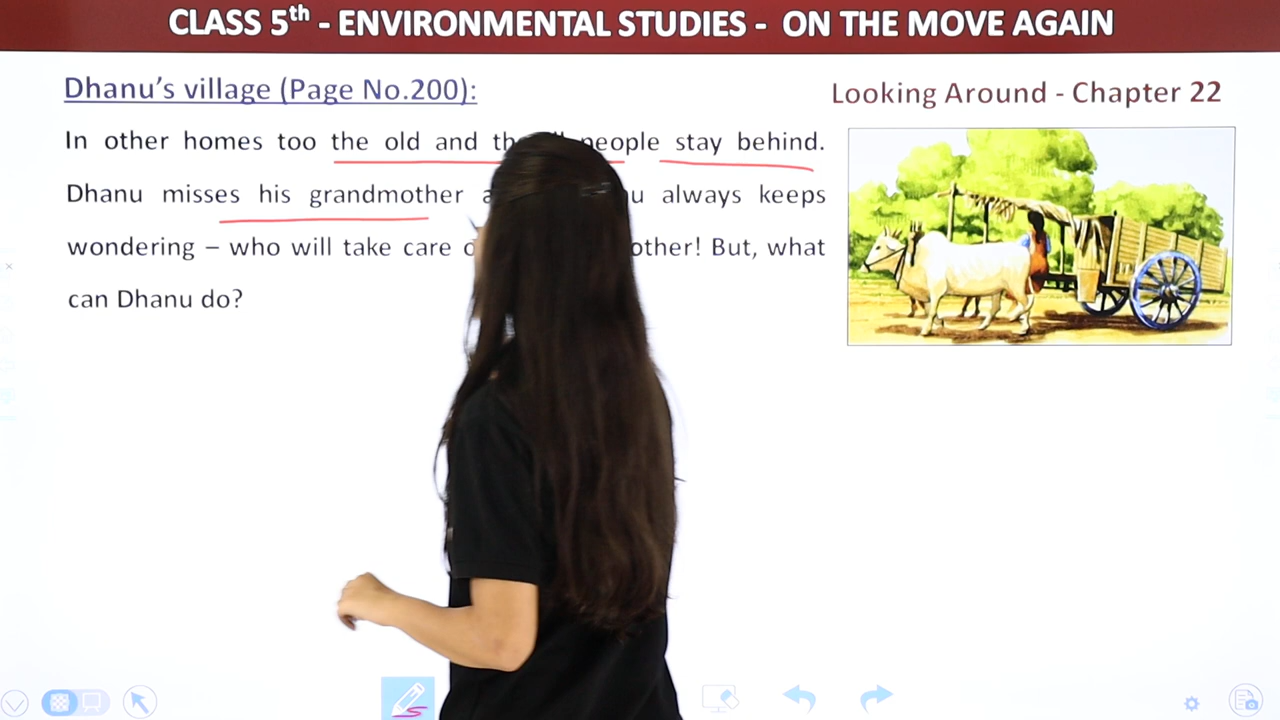 CLASS 5th - ENVIRONMENTAL STUDIES - ON THE MOVE AGAIN
Dhanu's village (Page No.200):
Looking Around - Chapter 22
In other homes too the old and people stay behind.
Dhanu misses his grandmother always keeps
wondering – who will take care But, what
can Dhanu do?